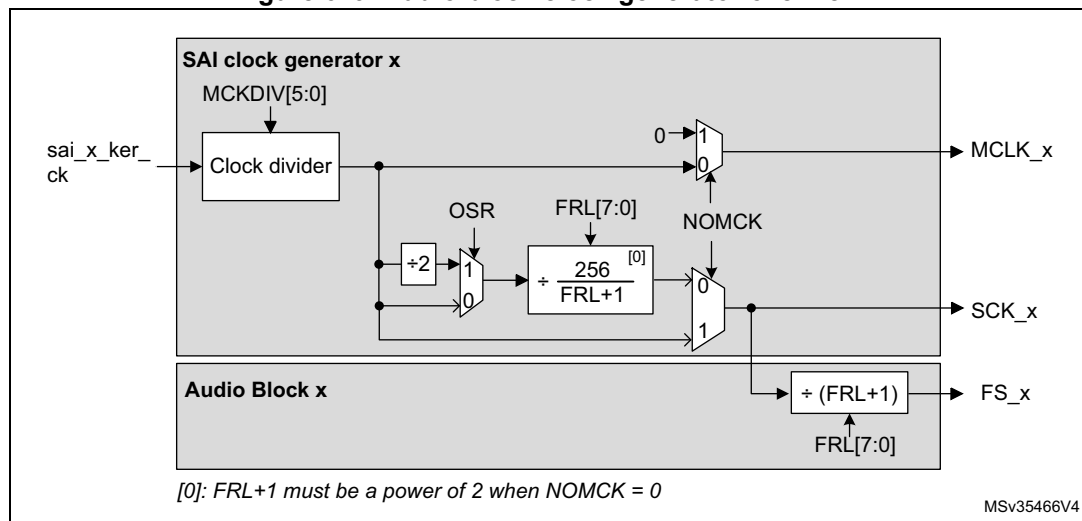 SAI clock generator x
MCKDIV[5:0]
sai_x_ker_
ck
Clock divider
0
1
0
MCLK_x
OSR
FRL[7:0]
NOMCK
÷2
1
0
÷ 256
FRL+1
[0]
0
1
SCK_x
Audio Block x
÷ (FRL+1)
FS_x
FRL[7:0]
[0]: FRL+1 must be a power of 2 when NOMCK = 0
MSv35466V4